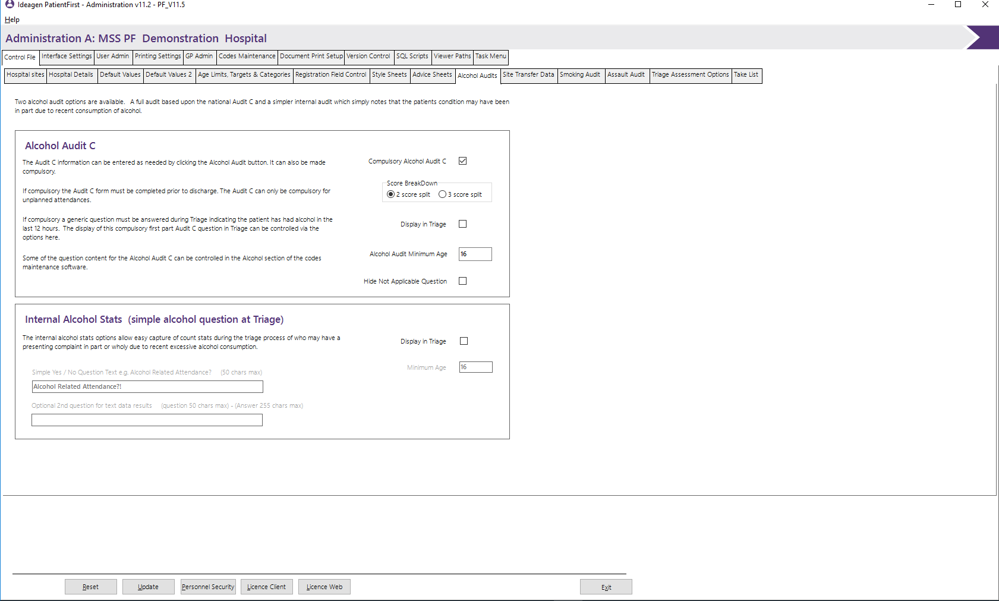 Ideagen PatientFirst - Administration v11.2 - PF_V11.5
Help
Administration A: MSS PF  Demonstration  Hospital
Control File Interface Settings User Admin Printing Settings GP Admin Codes Maintenance Document Print Setup Version Control SQL Scripts Viewer Paths Task Menu
Hospital sites Hospital Details Default Values Default Values 2 Age Limits, Targets & Categories Registration Field Control Style Sheets Advice Sheets Alcohol Audits Site Transfer Data Smoking Audit Assault Audit Triage Assessment Options Take List
Two alcohol audit options are available.   A full audit based upon the national Audit C and a simpler internal audit which simply notes that the patients condition may have been
in part due to recent consumption of alcohol.
Alcohol Audit C
The Audit C information can be entered as needed by clicking the Alcohol Audit button. It can also be made
compulsory.
If compulsory the Audit C form must be completed prior to discharge. The Audit C can only be compulsory for
unplanned attendances.
If compulsory a generic question must be answered during Triage indicating the patient has had alcohol in the
last 12 hours.  The display of this compulsory first part Audit C question in Triage can be controlled via the
options here.
Some of the question content for the Alcohol Audit C can be controlled in the Alcohol section of the codes
maintenance software.
Compulsory Alcohol Audit C
Score BreakDown
2 score split 3 score split
Display in Triage
Alcohol Audit Minimum Age 16
Hide Not Applicable Question
Internal Alcohol Stats  (simple alcohol question at Triage)
The internal alcohol stats options allow easy capture of count stats during the triage process of who may have a
presenting complaint in part or wholy due to recent excessive alcohol consumption.
Display in Triage
Minimum Age 16
Simple Yes / No Question Text e.g. Alcohol Related Attendance?     (50 chars max)
Alcohol Related Attendance?!
Optional 2nd question for text data results     (question 50 chars max) - (Answer 255 chars max)
Reset Update Personnel Security Licence Client Licence Web Exit